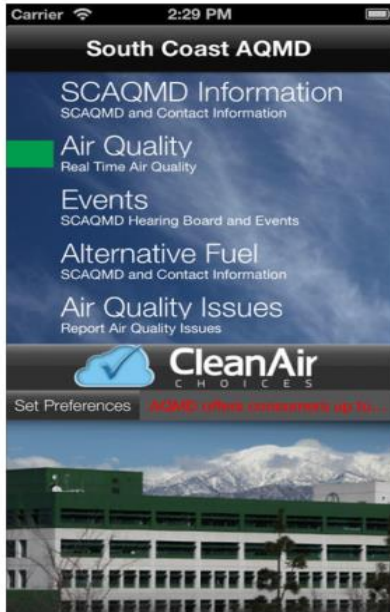 Carrier 2:29 PM
South Coast AQMD
SCAQMD Information
SCAQMD and Contact Information
Air Quality
Real Time Air Quality
Events
SCAQMD Hearing Board and Events
Alternative Fuel
SCAQMD and Contact Information
Air Quality Issues
Report Air Quality Issues
CleanAir
CHOICES
Set Preferences AQMD offers consumers up to...